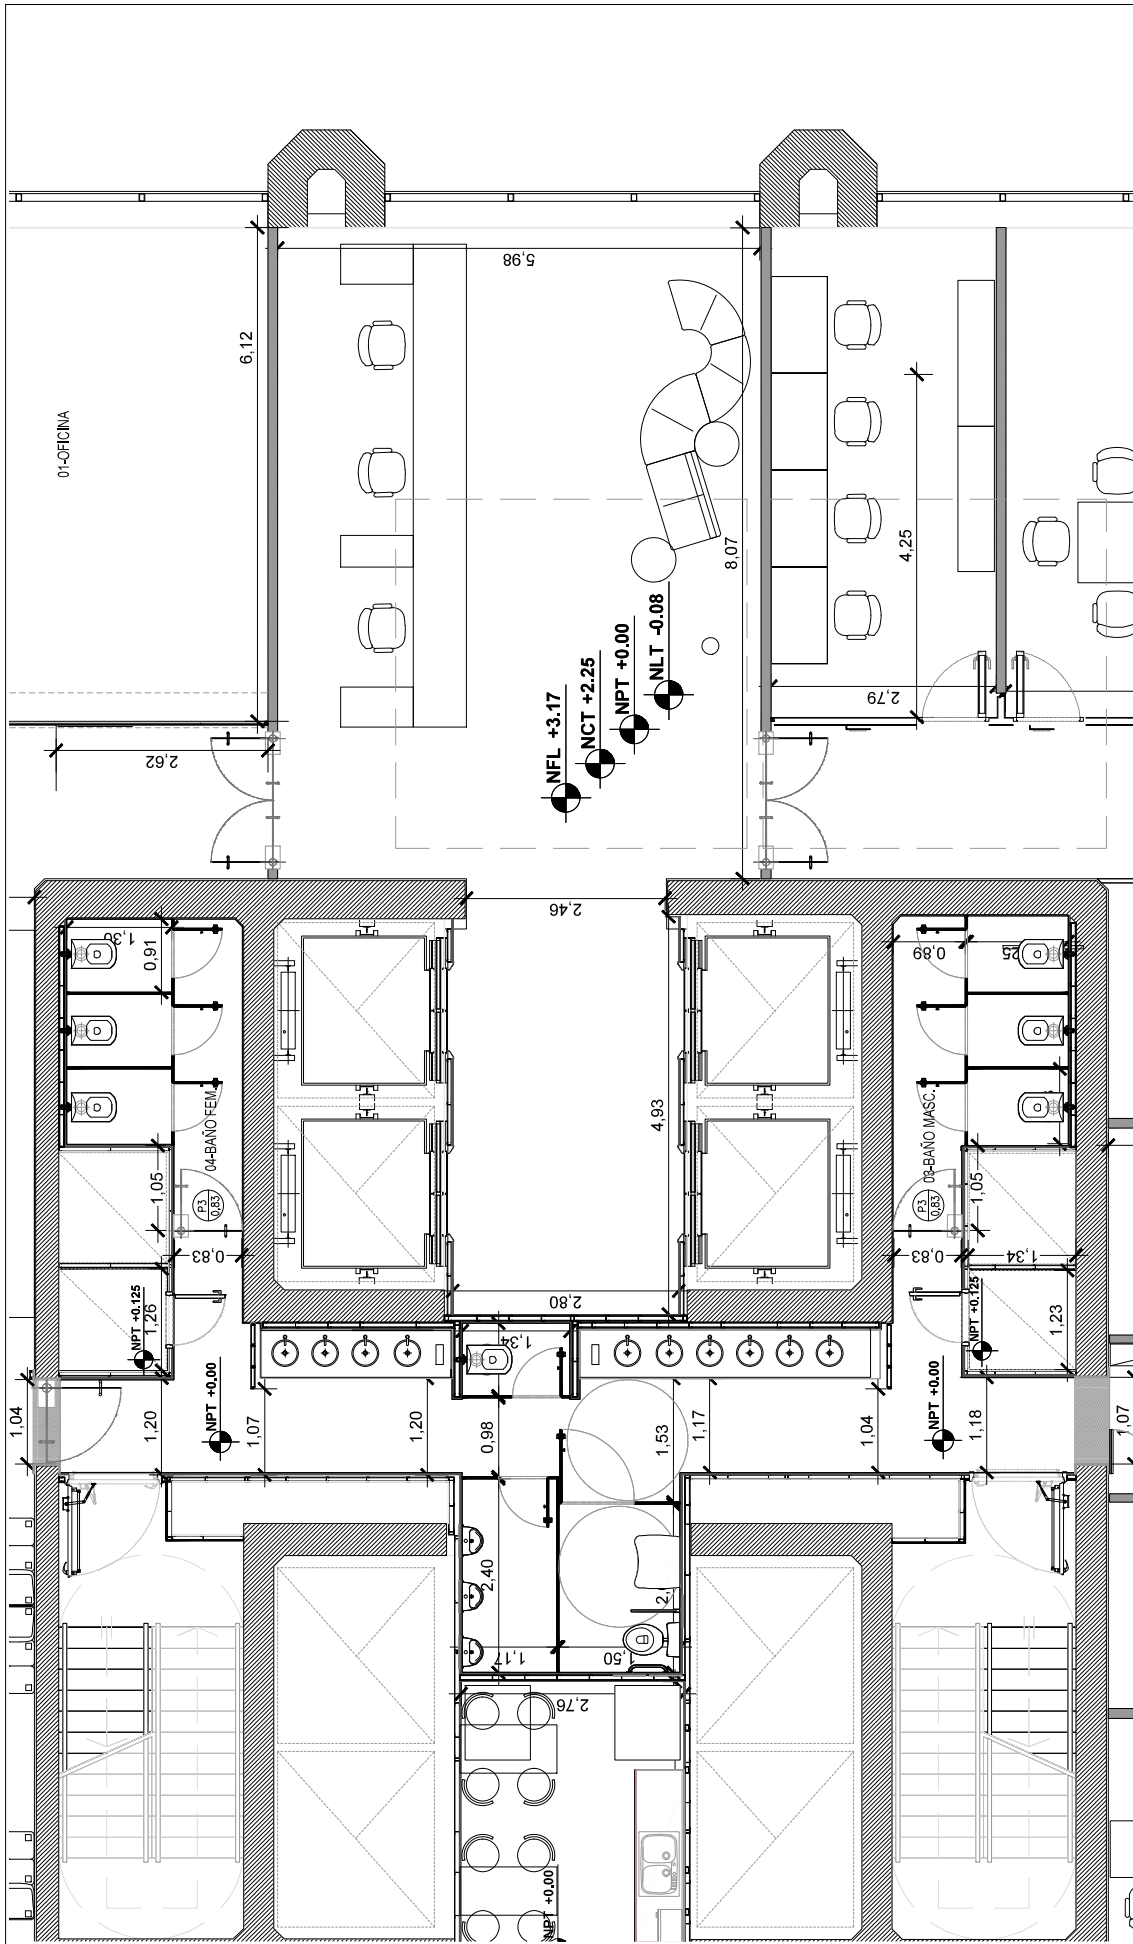 5,98
6,12
01-OFICINA
8,07
4,25
NLT -0.08
NPT +0.00
NCT +2.25
NFL +3.17
2,79
2,62
2,46
1,30
0,91
0,89
25
4,93
04-BAÑO FEM.
03-BAÑO MASC.
1,05
P3
0,83
P3
0,83
1,05
0,83
0,83
1,34
NPT +0.125
1,26
2,80
NPT +0.125
1,23
1,34
1,04
1,20
NPT +0.00
1,07
1,20
0,98
1,53
1,17
1,04
NPT +0.00
1,18
1,07
2,40
2,
1,17
1,50
2,76
NPT +0.00